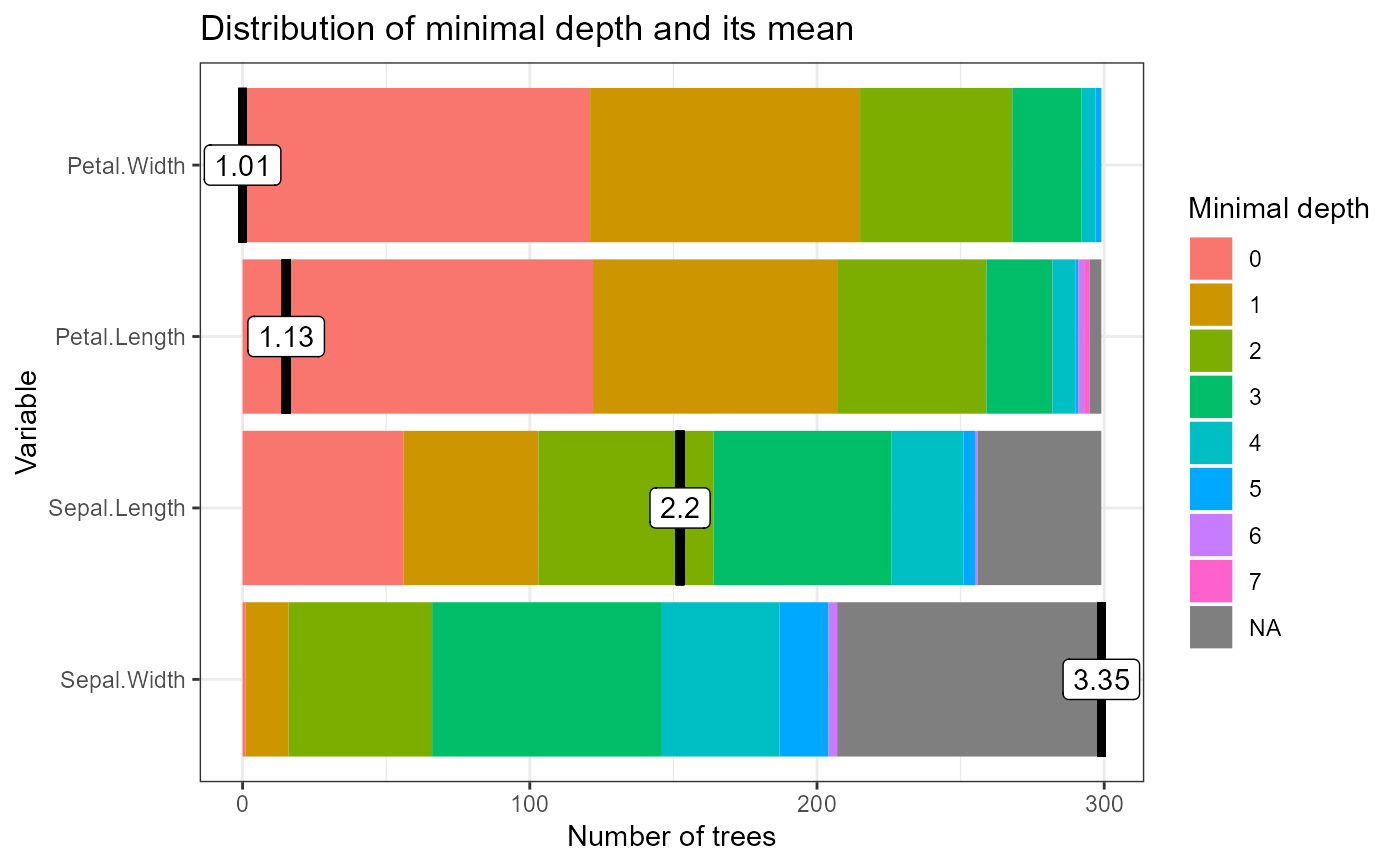 Distribution of minimal depth and its mean
Variable
Petal.Width
Petal.Length
Sepal.Length
Sepal.Width
1.01
1.13
2.2
3.35
0
100
200
300
Number of trees
Minimal depth
0
1
2
3
4
5
6
7
NA